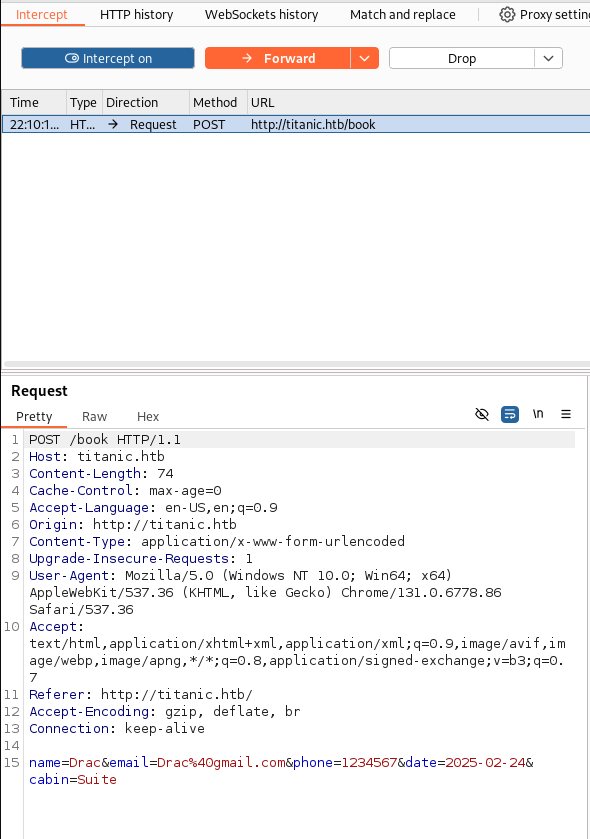 Intercept HTTP history WebSockets history Match and replace Proxy settin
Intercept on Forward Drop
Time Type Direction Method URL
22:10:1... HT... → Request POST http://titanic.htb/book
Request
Pretty Raw Hex \n
1 POST /book HTTP/1.1
2 Host: titanic.htb
3 Content-Length: 74
4 Cache-Control: max-age=0
5 Accept-Language: en-US,en;q=0.9
6 Origin: http://titanic.htb
7 Content-Type: application/x-www-form-urlencoded
8 Upgrade-Insecure-Requests: 1
9 User-Agent: Mozilla/5.0 (Windows NT 10.0; Win64; x64)
AppleWebKit/537.36 (KHTML, like Gecko) Chrome/131.0.6778.86
Safari/537.36
10 Accept:
text/html,application/xhtml+xml,application/xml;q=0.9,image/avif,im
age/webp,image/apng,*/*;q=0.8,application/signed-exchange;v=b3;q=0.
7
11 Referer: http://titanic.htb/
12 Accept-Encoding: gzip, deflate, br
13 Connection: keep-alive
14
15 name=Drac&email=Drac%40gmail.com&phone=1234567&date=2025-02-24&
cabin=Suite